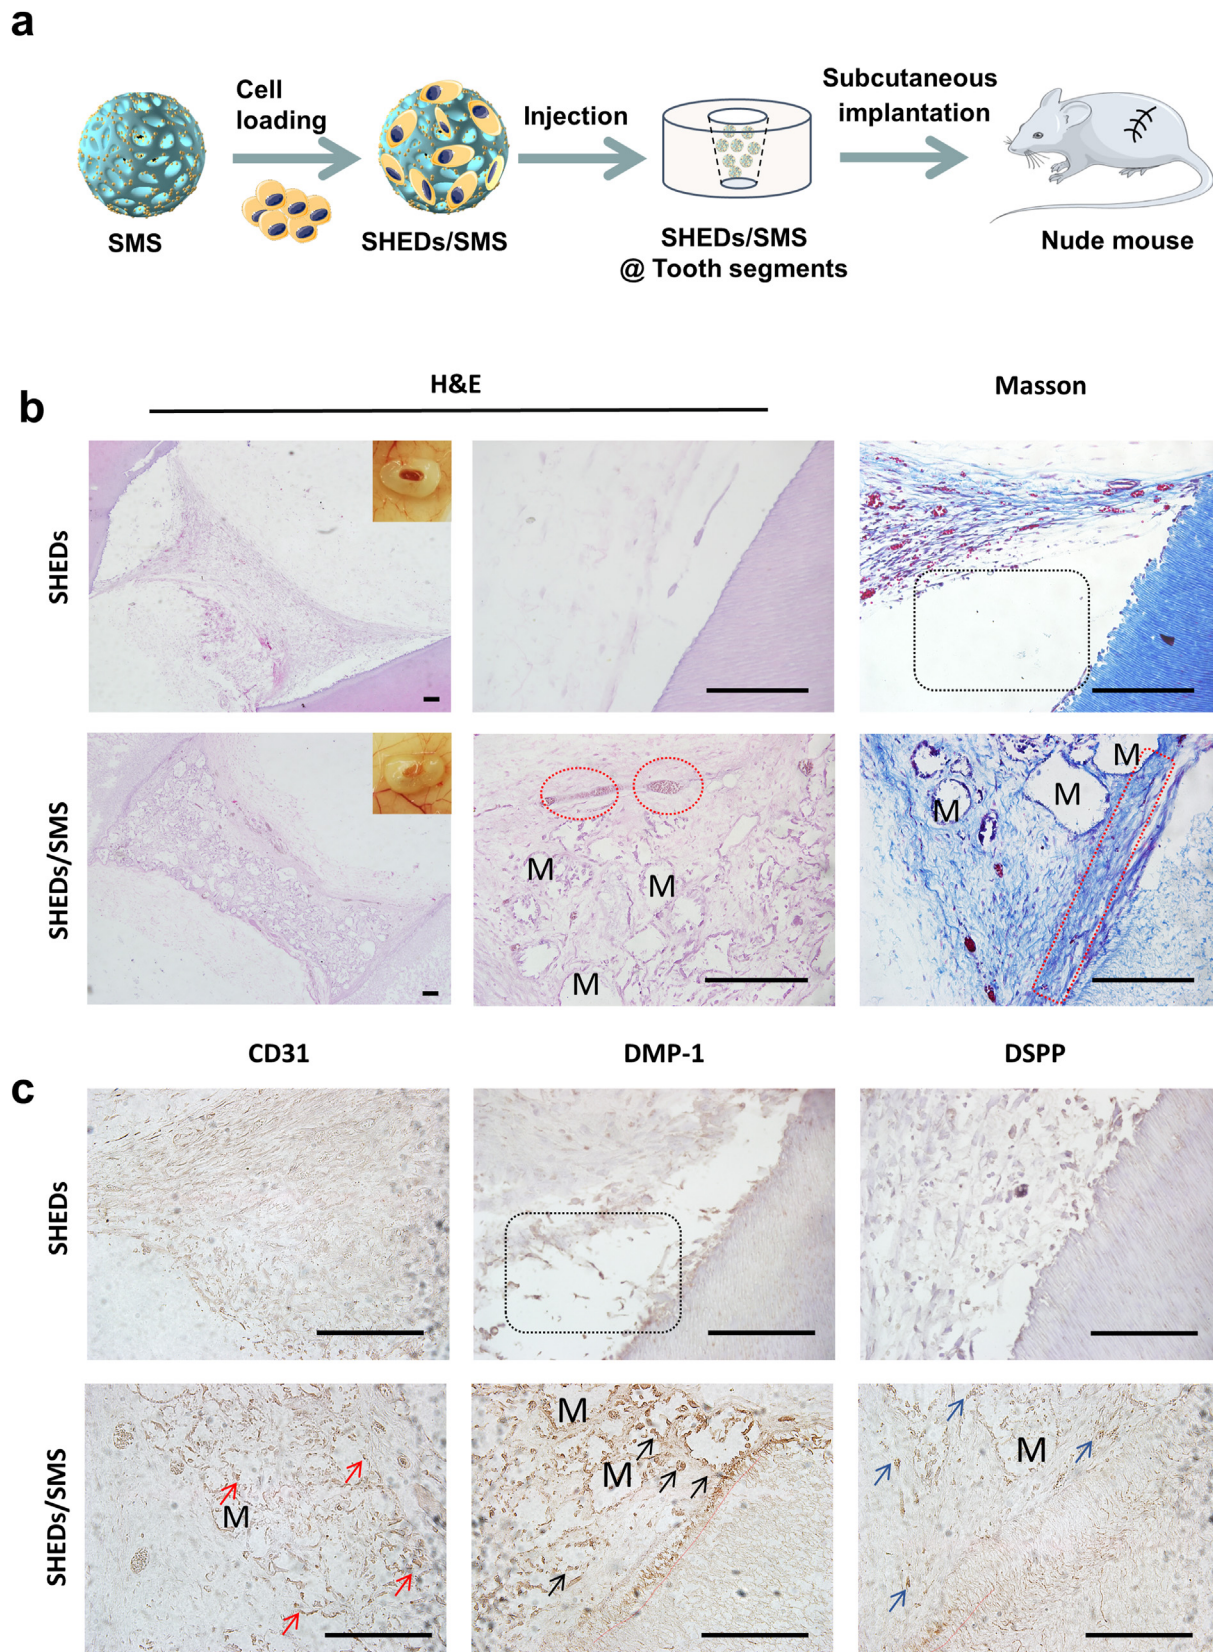 a
Cell
loading
Injection
Subcutaneous
implantation
SMS
SHEDs/SMS
SHEDs/SMS
@ Tooth segments
Nude mouse
b
H&E
Masson
SHEDs
SHEDs/SMS
M
M
M
M
M
M
c
CD31
DMP-1
DSPP
SHEDs
SHEDs/SMS
M
M
M
M